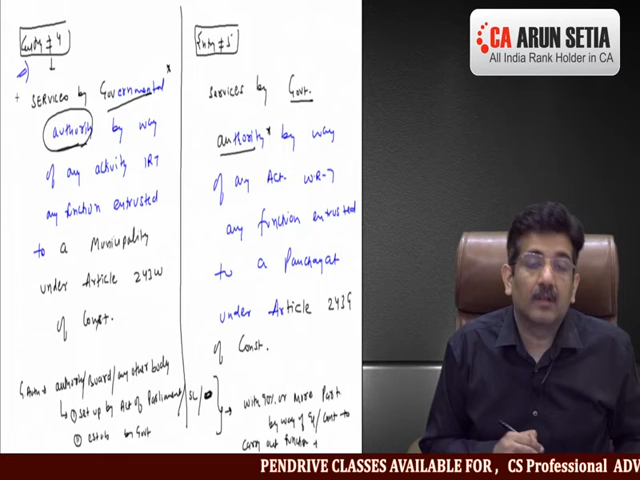 Entry # 4
SERVICES by Governmental*
authority by way
of any activity IRT
any function entrusted
to a Municipality
under Article 243W
of Const.
G Auth → authority/board/any other body
↳ ① set up by Act of Parliament/SL/
② estab by Govt
Entry # 5
services by Govt.
authority* by way
of any Act. W.R.T
any function entrusted
to a Panchayat
under Article 243G
of Const.
→ with 90% or more Part
by way of Eq/Cont to
carry out function
CA ARUN SETIA
All India Rank Holder in CA
PENDRIVE CLASSES AVAILABLE FOR , CS Professional ADV